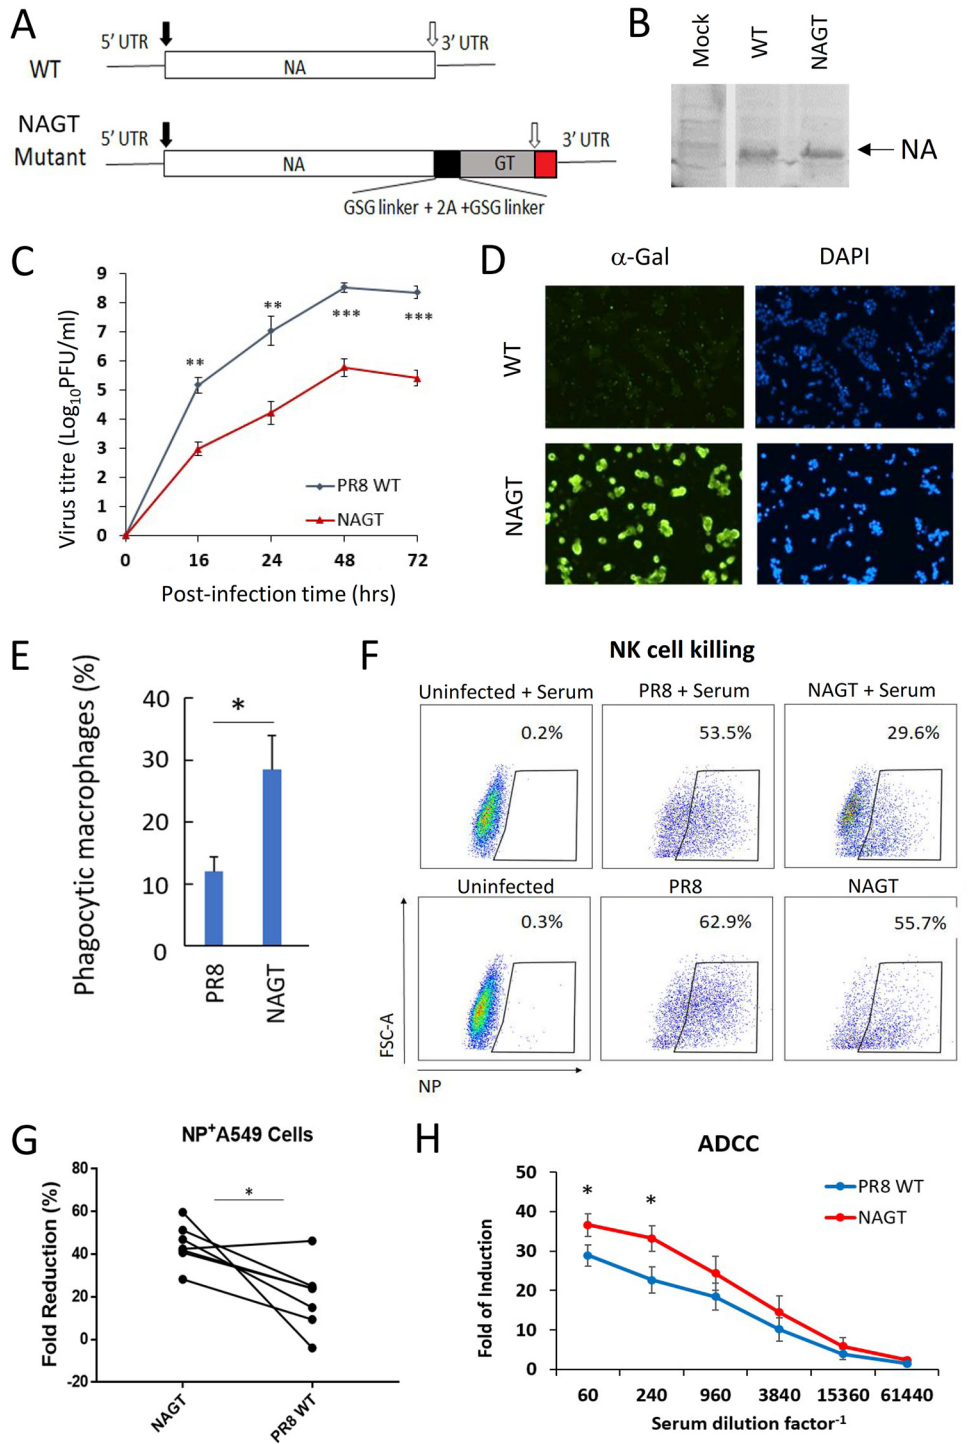 A
5’ UTR
3’ UTR
WT
NA
NAGT
Mutant
5’ UTR
3’ UTR
NA
GT
GSG linker + 2A +GSG linker
B
Mock
WT
NAGT
NA
C
Virus titre (Log10PFU/ml)
9
8
7
6
5
4
3
2
1
0
** ** *** ***
PR8 WT
NAGT
0 16 24 48 72
Post-infection time (hrs)
D
α-Gal DAPI
WT
NAGT
E
Phagocytic macrophages (%)
40
30
20
10
0
*
PR8
NAGT
F
NK cell killing
Uninfected + Serum PR8 + Serum NAGT + Serum
0.2% 53.5% 29.6%
Uninfected PR8 NAGT
0.3% 62.9% 55.7%
FSC-A
NP
G
NP+A549 Cells
Fold Reduction (%)
80
60
40
20
0
-20
*
NAGT
PR8 WT
H
ADCC
Fold of Induction
50
40
30
20
10
0
* *
PR8 WT
NAGT
60 240 960 3840 15360 61440
Serum dilution factor-1